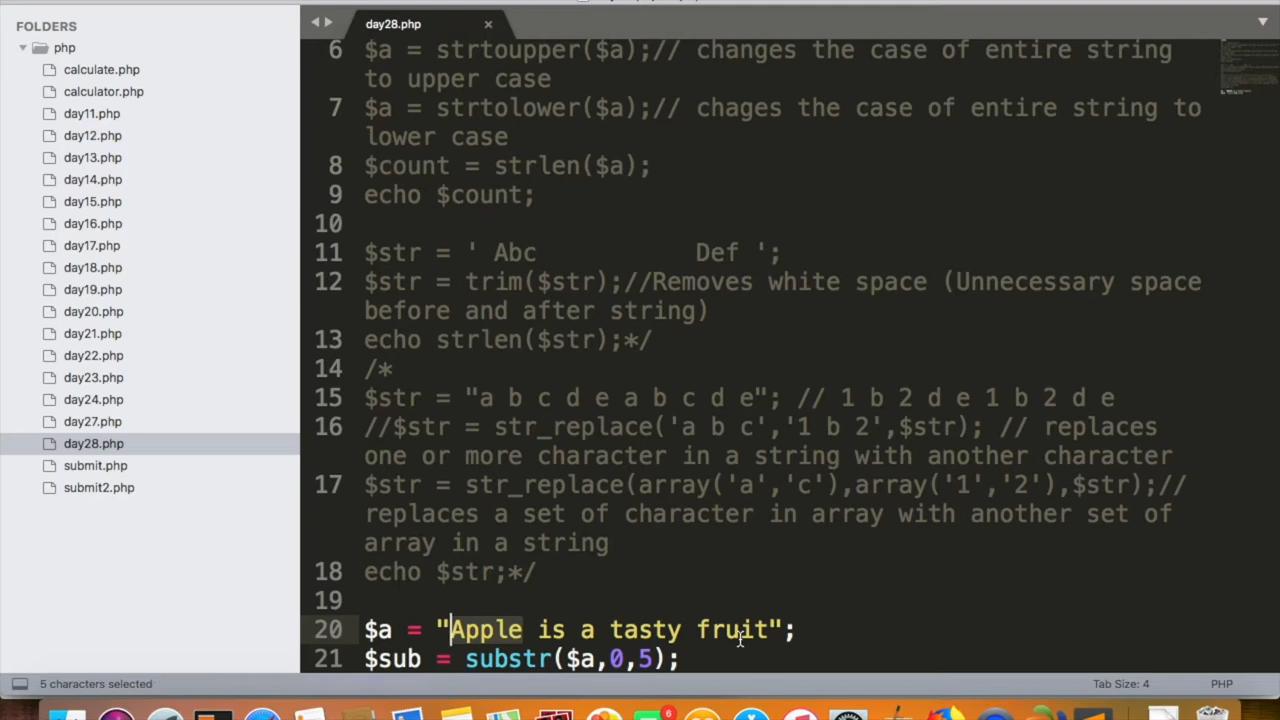 FOLDERS
php
calculate.php
calculator.php
day11.php
day12.php
day13.php
day14.php
day15.php
day16.php
day17.php
day18.php
day19.php
day20.php
day21.php
day22.php
day23.php
day24.php
day27.php
day28.php
submit.php
submit2.php
day28.php
6 $a = strtoupper($a);// changes the case of entire string
to upper case
7 $a = strtolower($a);// chages the case of entire string to
lower case
8 $count = strlen($a);
9 echo $count;
10
11 $str = ' Abc           Def ';
12 $str = trim($str);//Removes white space (Unnecessary space
before and after string)
13 echo strlen($str);*/
14 /*
15 $str = "a b c d e a b c d e"; // 1 b 2 d e 1 b 2 d e
16 //$str = str_replace('a b c','1 b 2',$str); // replaces
one or more character in a string with another character
17 $str = str_replace(array('a','c'),array('1','2'),$str);//
replaces a set of character in array with another set of
array in a string
18 echo $str;*/
19
20 $a = "Apple is a tasty fruit";
21 $sub = substr($a,0,5);
5 characters selected
Tab Size: 4
PHP
6